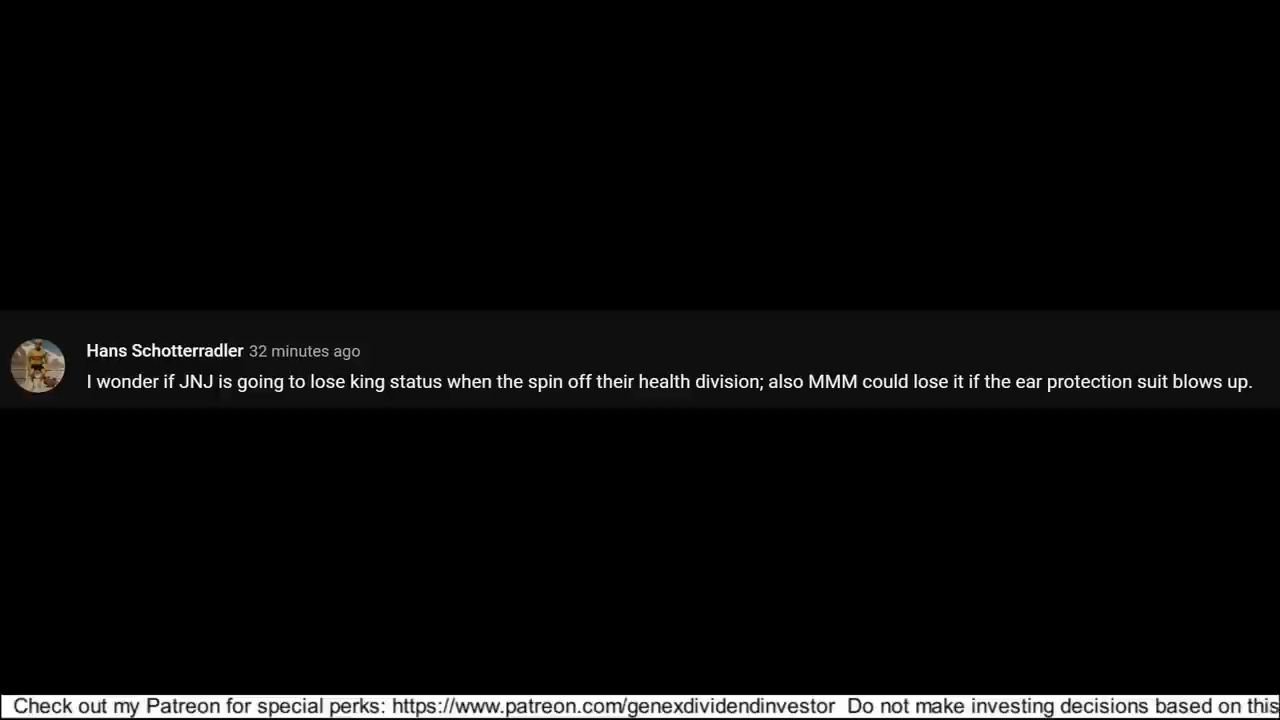 Hans Schotterradler 32 minutes ago
I wonder if JNJ is going to lose king status when the spin off their health division; also MMM could lose it if the ear protection suit blows up.
Check out my Patreon for special perks: https://www.patreon.com/genexdividendinvestor Do not make investing decisions based on this